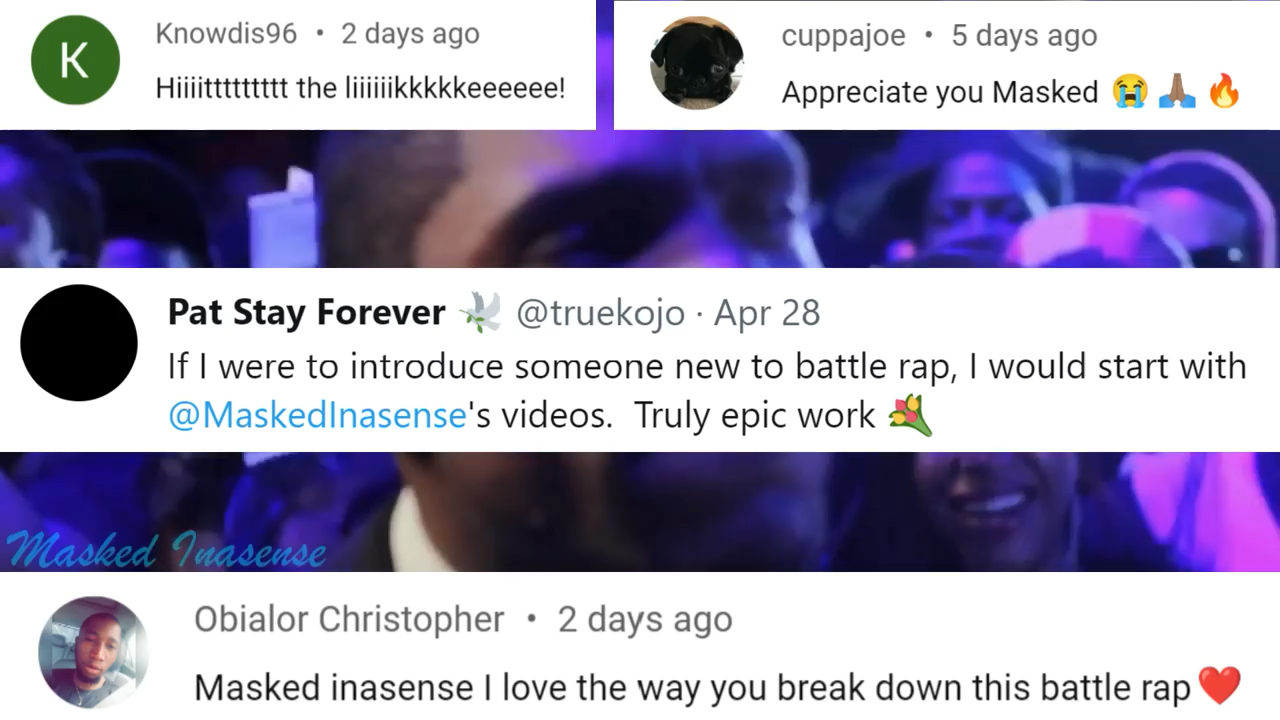 K
Knowdis96 • 2 days ago
Hiiiittttttttt the liiiiiikkkkkeeeeee!
cuppajoe • 5 days ago
Appreciate you Masked 😭 🙏🏽 🔥
Pat Stay Forever 🕊️ @truekojo · Apr 28
If I were to introduce someone new to battle rap, I would start with
@MaskedInasense's videos. Truly epic work 💐
Masked Inasense
Obialor Christopher • 2 days ago
Masked inasense I love the way you break down this battle rap❤️